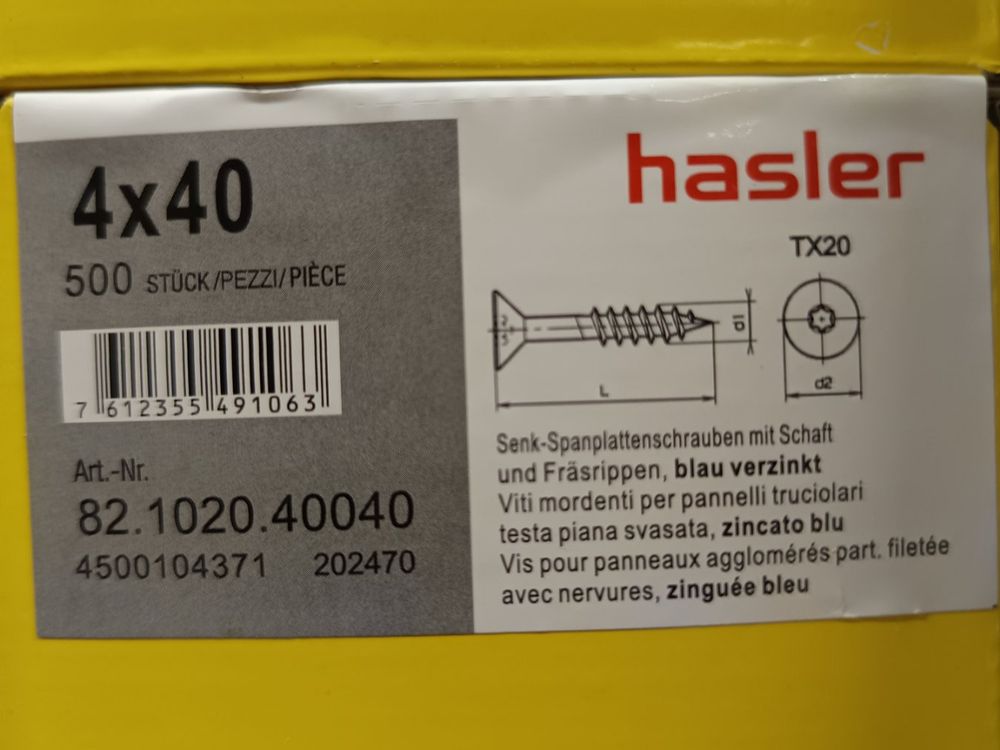 4x40
500 STÜCK/PEZZI/PIÈCE
7 612355 491063
Art.-Nr.
82.1020.40040
4500104371 202470
hasler
TX20
d1
L
d2
Senk-Spanplattenschrauben mit Schaft
und Fräsrippen, blau verzinkt
Viti mordenti per pannelli truciolari
testa piana svasata, zincato blu
Vis pour panneaux agglomérés part. filetée
avec nervures, zinguée bleu